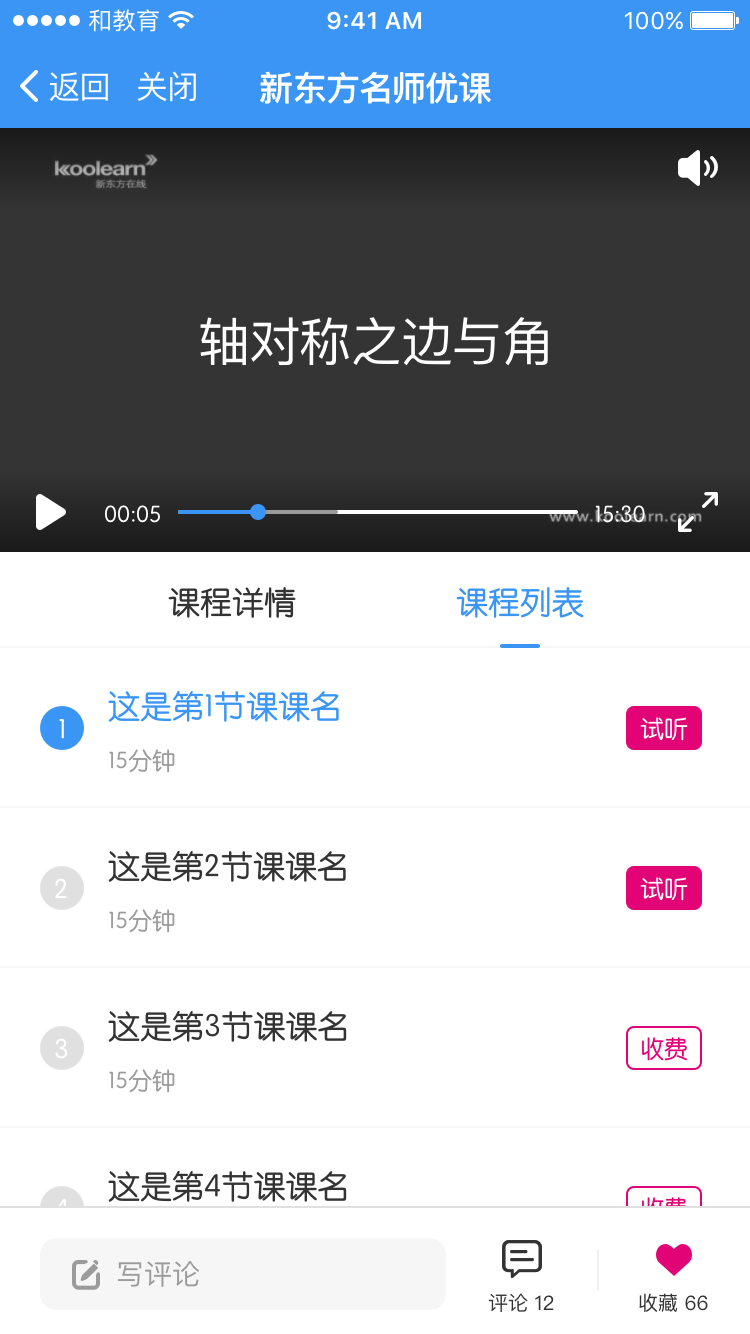 和教育 9:41 AM 100%
返回 关闭 新东方名师优课
koolearn
新东方在线
轴对称之边与角
00:05 15:30
www.koolearn.com
课程详情 课程列表
1 这是第1节课课名 试听
15分钟
2 这是第2节课课名 试听
15分钟
3 这是第3节课课名 收费
15分钟
4 这是第4节课课名 收费
写评论 评论 12 收藏 66